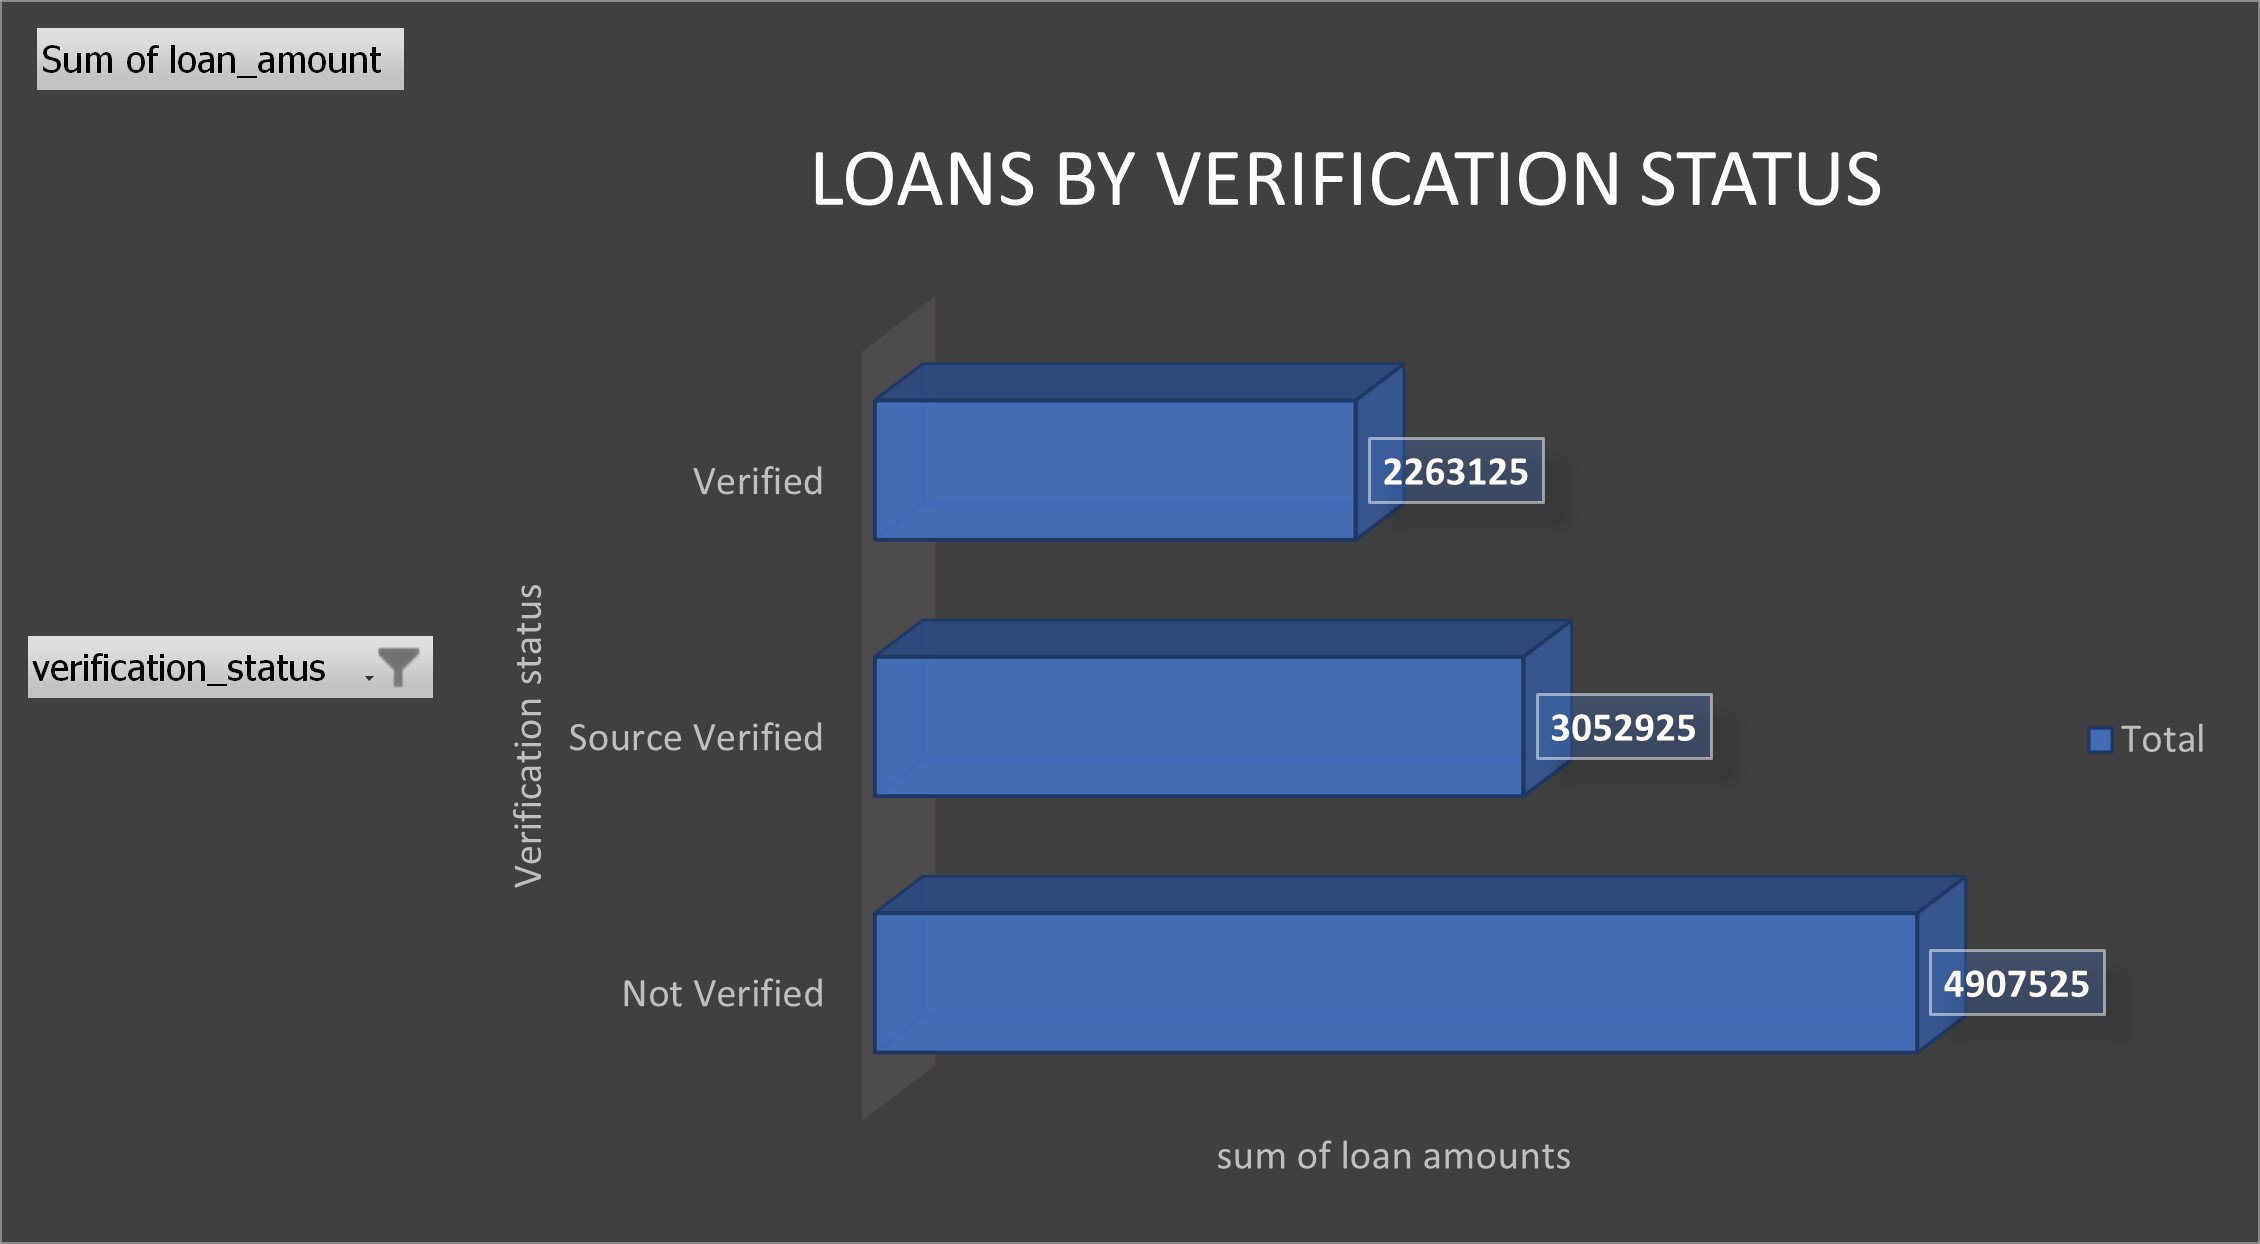 Sum of loan_amount
LOANS BY VERIFICATION STATUS
Verified
2263125
verification_status
Verification status
Source Verified
3052925
Total
Not Verified
4907525
sum of loan amounts